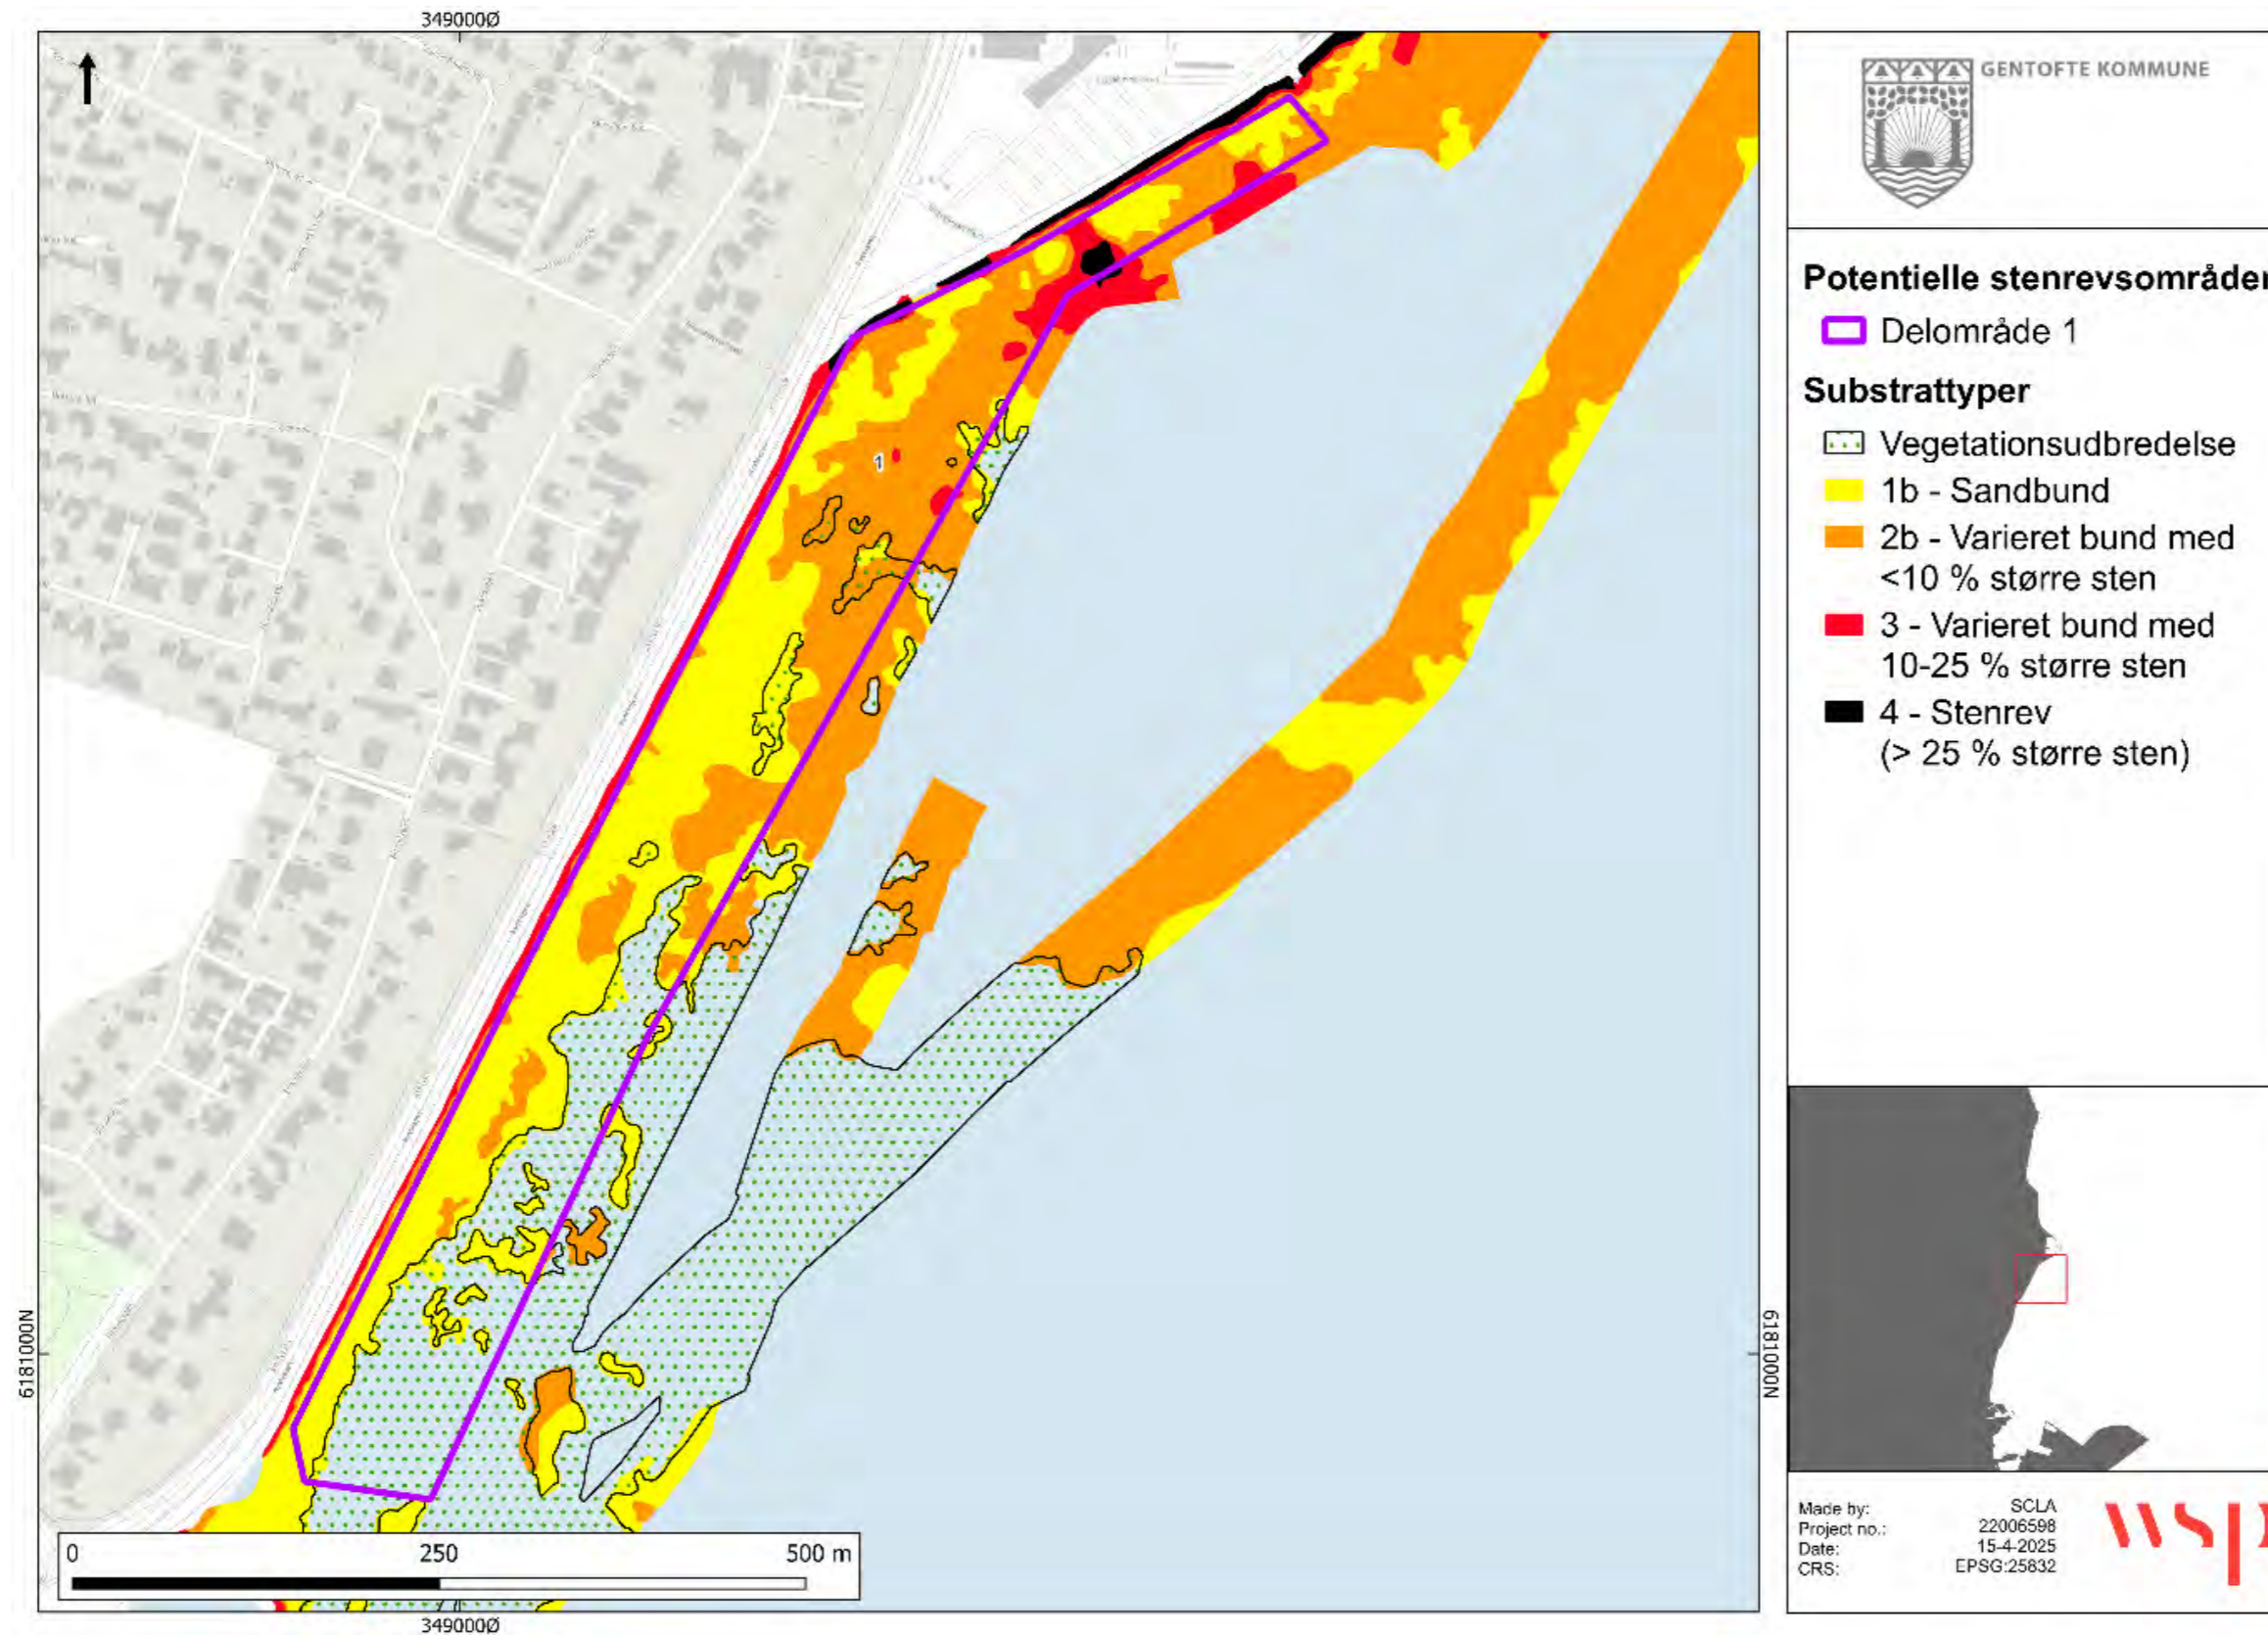 349000Ø
GENTOFTE KOMMUNE
Potentielle stenrevsområder
Delområde 1
Substrattyper
Vegetationsudbredelse
1b - Sandbund
2b - Varieret bund med
<10 % større sten
3 - Varieret bund med
10-25 % større sten
4 - Stenrev
(> 25 % større sten)
1
6181000N
6181000N
0 250 500 m
349000Ø
Made by: SCLA
Project no.: 22006598
Date: 15-4-2025
CRS: EPSG:25832
wsp